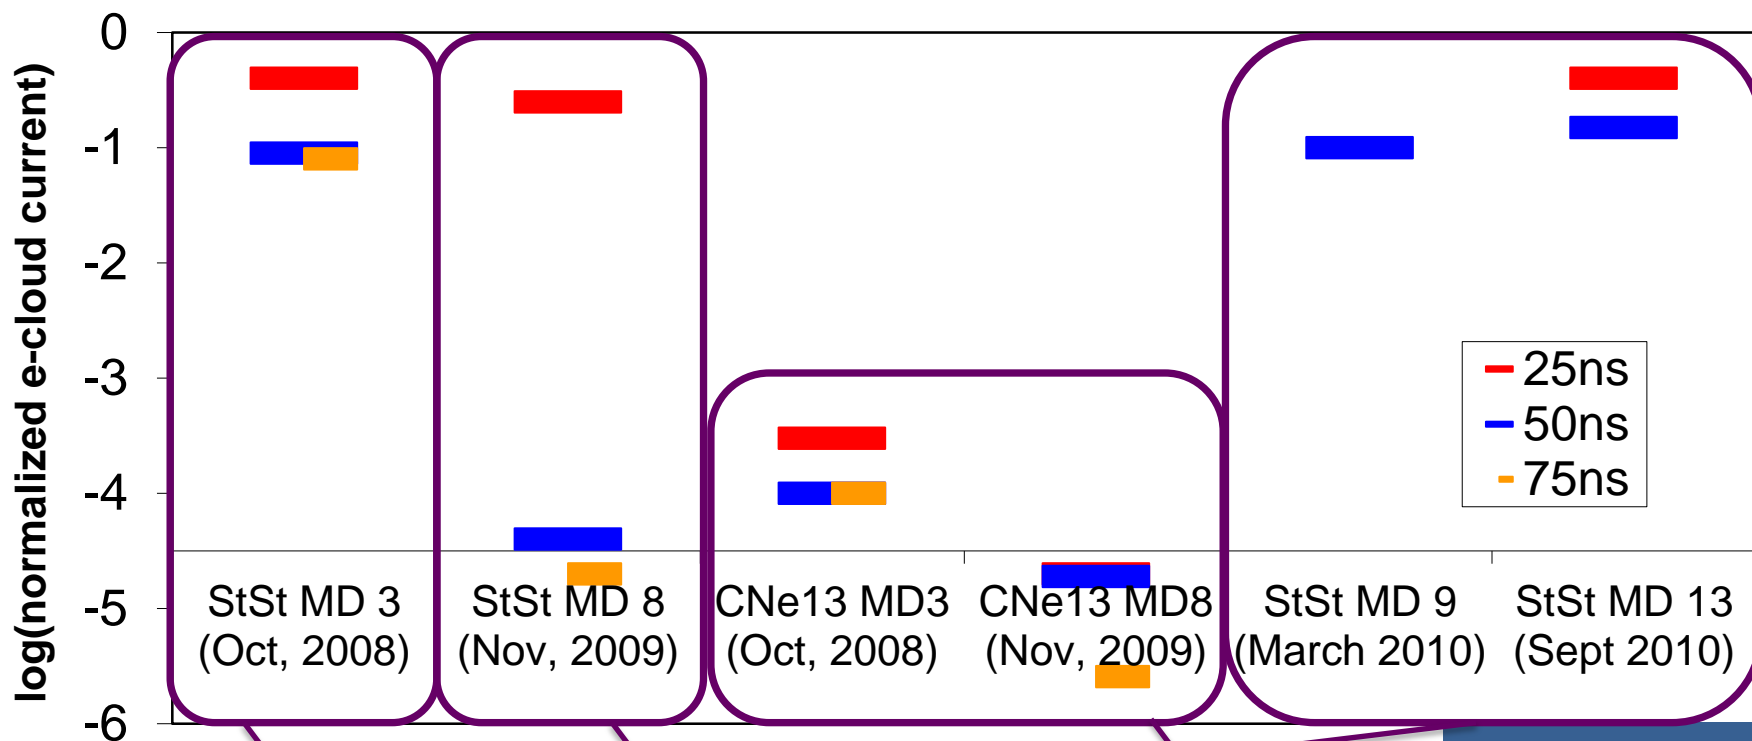 log(normalized e-cloud current)
0
-1
-2
-3
-4
-5
-6
25ns
50ns
75ns
StSt MD 3
(Oct, 2008)
StSt MD 8
(Nov, 2009)
CNe13 MD3
(Oct, 2008)
CNe13 MD8
(Nov, 2009)
StSt MD 9
(March 2010)
StSt MD 13
(Sept 2010)